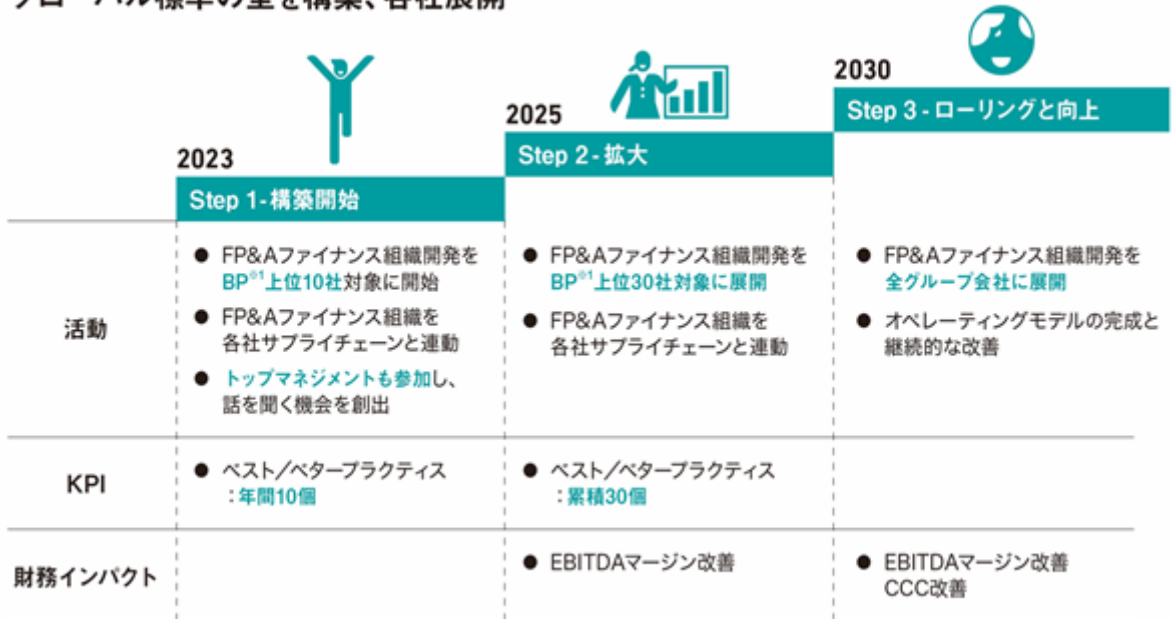 グローバル標準の型を構築、各社展開
2023
Step 1-構築開始
2025
Step 2-拡大
2030
Step 3-ローリングと向上
活動
● FP&Aファイナンス組織開発を
BP※1上位10社対象に開始
● FP&Aファイナンス組織を
各社サプライチェーンと連動
● トップマネジメントも参加し、
話を聞く機会を創出
● FP&Aファイナンス組織開発を
BP※1上位30社対象に展開
● FP&Aファイナンス組織を
各社サプライチェーンと連動
● FP&Aファイナンス組織開発を
全グループ会社に展開
● オペレーティングモデルの完成と
継続的な改善
KPI
● ベスト/ベタープラクティス
:年間10個
● ベスト/ベタープラクティス
:累積30個
財務インパクト
● EBITDAマージン改善
● EBITDAマージン改善
CCC改善